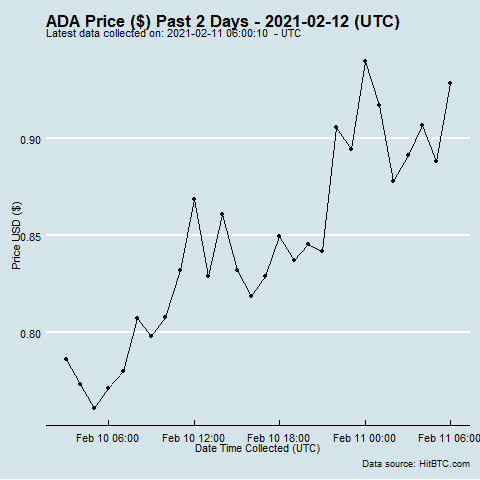 ADA Price ($) Past 2 Days - 2021-02-12 (UTC)
Latest data collected on: 2021-02-11 06:00:10  - UTC
0.90
0.85
0.80
Price USD ($)
Feb 10 06:00 Feb 10 12:00 Feb 10 18:00 Feb 11 00:00 Feb 11 06:00
Date Time Collected (UTC)
Data source: HitBTC.com